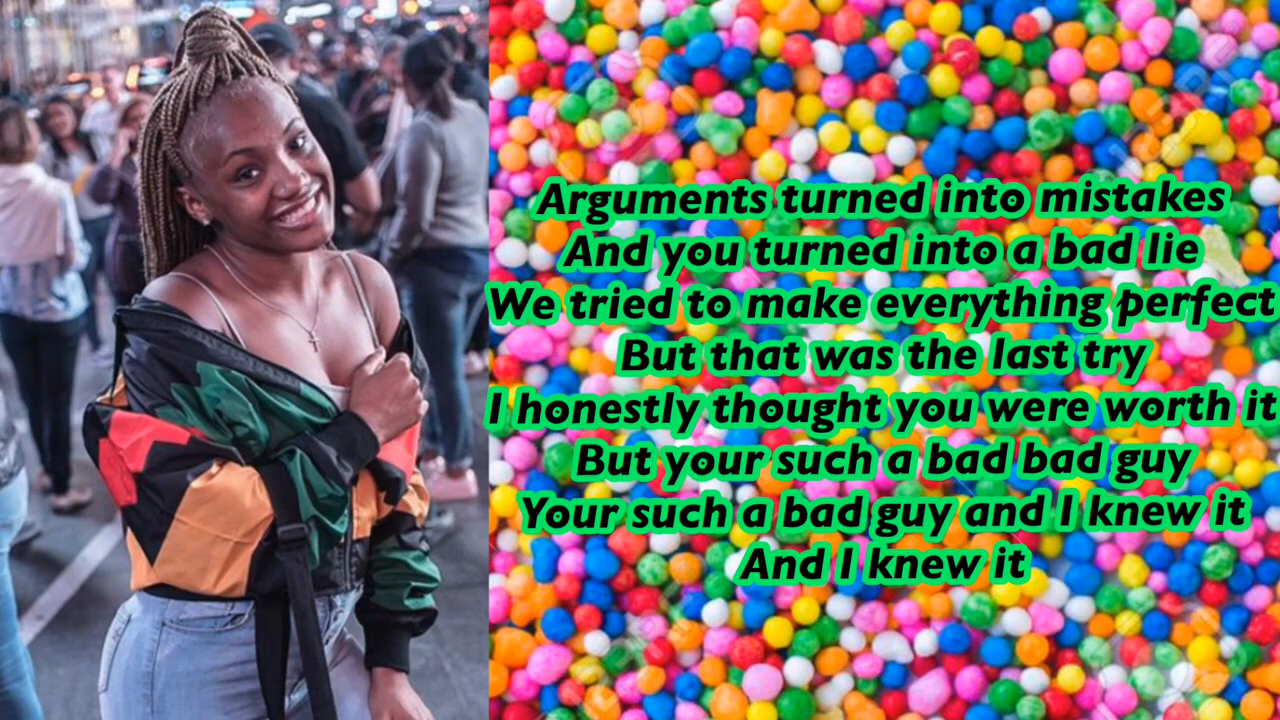 Arguments turned into mistakes
And you turned into a bad lie
We tried to make everything perfect
But that was the last try
I honestly thought you were worth it
But your such a bad bad guy
Your such a bad guy and I knew it
And I knew it